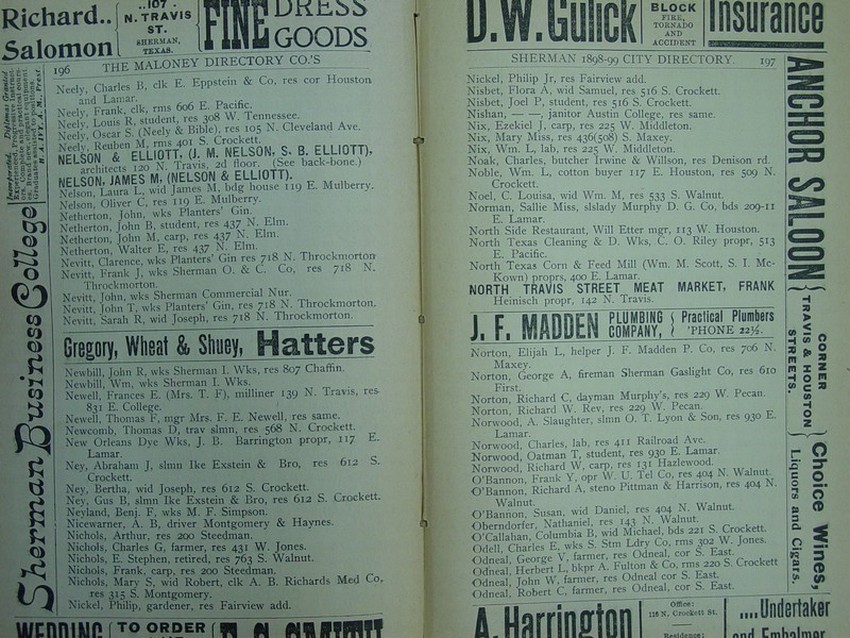 Richard..
Salomon
..107..
N. TRAVIS
ST.
SHERMAN,
TEXAS.
FINE DRESS
GOODS
196 THE MALONEY DIRECTORY CO.'S
Neely, Charles B, clk E. Eppstein & Co, res cor Houston
and Lamar.
Neely, Frank, clk, rms 606 E. Pacific.
Neely, Louis R, student, res 308 W. Tennessee.
Neely, Oscar S. (Neely & Bible), res 105 N. Cleveland Ave.
Neely, Reuben M, rms 401 S. Crockett.
NELSON & ELLIOTT, (J. M. NELSON, S. B. ELLIOTT),
architects 120 N. Travis, 2d floor. (See back-bone.)
NELSON, JAMES M, (NELSON & ELLIOTT).
Nelson, Laura L, wid James M, bdg house 119 E. Mulberry.
Nelson, Oliver C, res 119 E. Mulberry.
Netherton, John, wks Planters' Gin.
Netherton, John B, student, res 437 N. Elm.
Netherton, John M, carp, res 437 N. Elm.
Netherton, Walter E, res 437 N. Elm.
Nevitt, Clarence, wks Planters' Gin res 718 N. Throckmorton
Nevitt, Frank J, wks Sherman O. & C. Co, res 718 N.
Throckmorton.
Nevitt, John, wks Sherman Commercial Nur.
Nevitt, John T, wks Planters' Gin, res 718 N. Throckmorton.
Nevitt, Sarah R, wid Joseph, res 718 N. Throckmorton.
Gregory, Wheat & Shuey, Hatters
Newbill, John R, wks Sherman I. Wks, res 807 Chaffin.
Newbill, Wm, wks Sherman I. Wks.
Newell, Frances E. (Mrs. T. F), milliner 139 N. Travis, res
831 E. College.
Newell, Thomas F, mgr Mrs. F. E. Newell, res same.
Newcomb, Thomas D, trav slmn, res 568 N. Crockett.
New Orleans Dye Wks, J. B. Barrington propr, 117 E.
Lamar.
Ney, Abraham J, slmn Ike Exstein & Bro, res 612 S.
Crockett.
Ney, Bertha, wid Joseph, res 612 S. Crockett.
Ney, Gus B, slmn Ike Exstein & Bro, res 612 S. Crockett.
Neyland, Benj. F, wks M. F. Simpson.
Nicewarner, A. B, driver Montgomery & Haynes.
Nichols, Arthur, res 200 Steedman.
Nichols, Charles G, farmer, res 431 W. Jones.
Nichols, E. Stephen, retired, res 763 S. Walnut.
Nichols, Frank, carp, res 200 Steedman.
Nichols, Mary S, wid Robert, clk A. B. Richards Med Co,
res 315 S. Montgomery.
Nickel, Philip, gardener, res Fairview add.
Sherman Business College
WEDDING
TO ORDER
D.W. Gulick
BLOCK
FIRE,
TORNADO
AND
ACCIDENT
Insurance
SHERMAN 1898-99 CITY DIRECTORY. 197
Nickel, Philip Jr, res Fairview add.
Nisbet, Flora A, wid Samuel, res 516 S. Crockett.
Nisbet, Joel P, student, res 516 S. Crockett.
Nishan, — —, janitor Austin College, res same.
Nix, Ezekiel J, carp, res 225 W. Middleton.
Nix, Mary Miss, res 436(508) S. Maxey.
Nix, Wm. L, lab, res 225 W. Middleton.
Noak, Charles, butcher Irwine & Willson, res Denison rd.
Noble, Wm. L, cotton buyer 117 E. Houston, res 509 N.
Crockett.
Noel, C. Louisa, wid Wm. M, res 533 S. Walnut.
Norman, Sallie Miss, slslady Murphy D. G. Co, bds 209-11
E. Lamar.
North Side Restaurant, Will Etter mgr, 113 W. Houston.
North Texas Cleaning & D. Wks, C. O. Riley propr, 513
E. Pacific.
North Texas Corn & Feed Mill (Wm. M. Scott, S. I. Mc-
Kown) proprs, 400 E. Lamar.
NORTH TRAVIS STREET MEAT MARKET, FRANK
Heinisch propr, 142 N. Travis.
J. F. MADDEN PLUMBING
COMPANY,
Practical Plumbers
'PHONE 22½.
Norton, Elijah L, helper J. F. Madden P. Co, res 706 N.
Maxey.
Norton, George A, fireman Sherman Gaslight Co, res 610
First.
Norton, Richard C, dayman Murphy's, res 229 W. Pecan.
Norton, Richard W. Rev, res 229 W. Pecan.
Norwood, A. Slaughter, slmn O. T. Lyon & Son, res 930 E.
Lamar.
Norwood, Charles, lab, res 411 Railroad Ave.
Norwood, Oatman T, student, res 930 E. Lamar.
Norwood, Richard W, carp, res 131 Hazlewood.
O'Bannon, Frank Y, opr W. U. Tel Co, res 404 N. Walnut.
O'Bannon, Richard A, steno Pittman & Harrison, res 404 N.
Walnut.
O'Bannon, Susan, wid Daniel, res 404 N. Walnut.
Oberndorfer, Nathaniel, res 143 N. Walnut.
O'Callahan, Columbia B, wid Michael, bds 221 S. Crockett.
Odell, Charles E, wks S. Stm Ldry Co, rms 302 W. Jones.
Odneal, George V, farmer, res Odneal, cor S. East.
Odneal, Herbert L, bkpr A. Fulton & Co, rms 220 S. Crockett
Odneal, John W, farmer, res Odneal cor S. East.
Odneal, Robert C, farmer, res Odneal cor S. East.
ANCHOR SALOON
CORNER
TRAVIS & HOUSTON
STREETS.
Choice Wines,
Liquors and Cigars.
A. Harrington
Office:
116 N. Crockett St.
Residence:
....Undertaker
and Embalmer